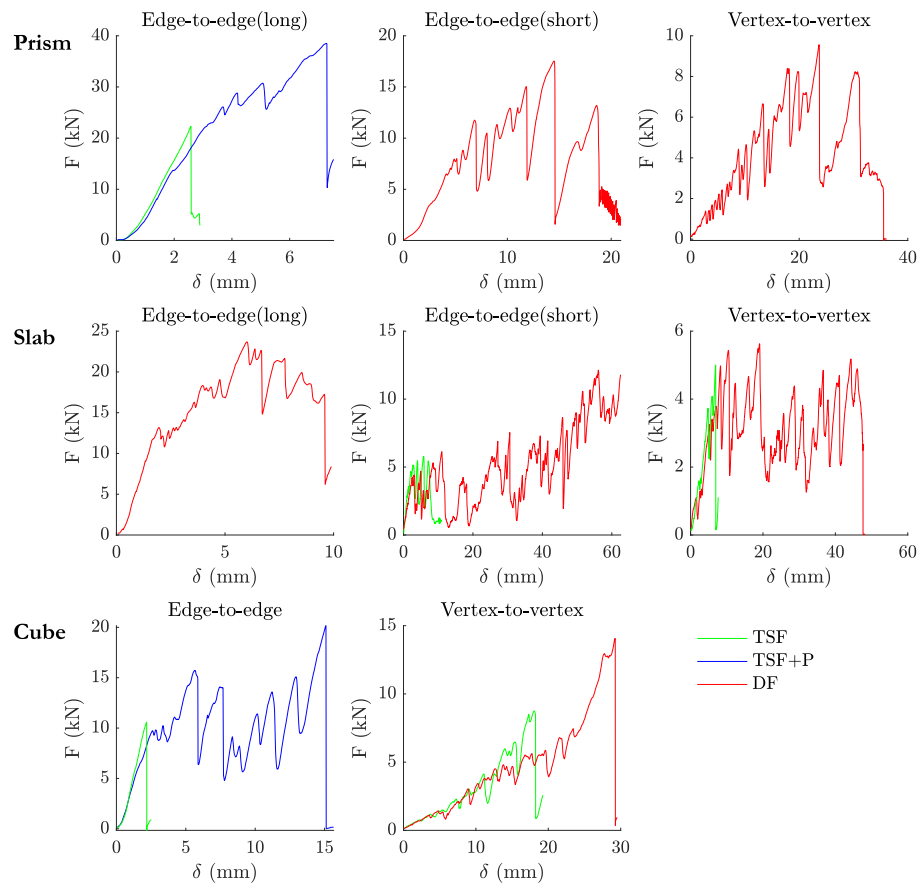 Prism
Edge-to-edge(long)
F (kN)
40
30
20
10
0
0 2 4 6
δ (mm)
Edge-to-edge(short)
F (kN)
20
15
10
5
0
0 10 20
δ (mm)
Vertex-to-vertex
F (kN)
10
8
6
4
2
0
0 20 40
δ (mm)
Slab
Edge-to-edge(long)
F (kN)
25
20
15
10
5
0
0 5 10
δ (mm)
Edge-to-edge(short)
F (kN)
15
10
5
0
0 20 40 60
δ (mm)
Vertex-to-vertex
F (kN)
6
4
2
0
0 20 40 60
δ (mm)
Cube
Edge-to-edge
F (kN)
20
15
10
5
0
0 5 10 15
δ (mm)
Vertex-to-vertex
F (kN)
15
10
5
0
0 10 20 30
δ (mm)
TSF
TSF+P
DF